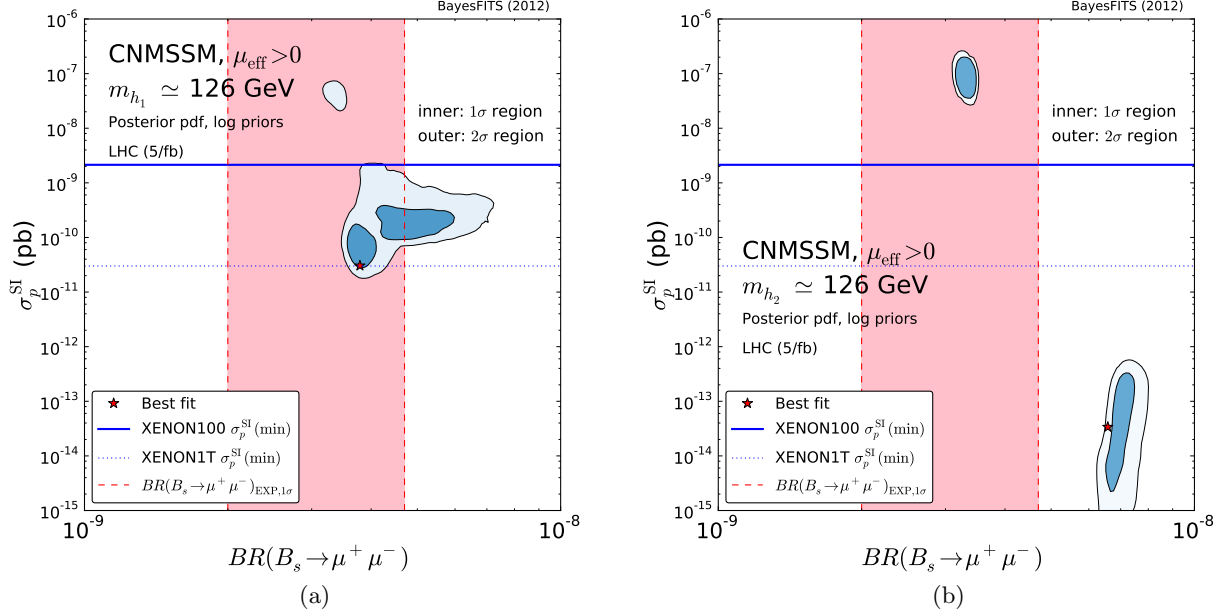 BayesFITS (2012)
CNMSSM, μ_eff > 0
m_h₁ ≃ 126 GeV
Posterior pdf, log priors
LHC (5/fb)
inner: 1σ region
outer: 2σ region
10⁻⁶
10⁻⁷
10⁻⁸
10⁻⁹
10⁻¹⁰
10⁻¹¹
10⁻¹²
10⁻¹³
10⁻¹⁴
10⁻¹⁵
σ_p^SI (pb)
Best fit
XENON100 σ_p^SI(min)
XENON1T σ_p^SI(min)
BR(B_s→μ⁺μ⁻)_EXP,1σ
10⁻⁹ 10⁻⁸
BR(B_s→μ⁺μ⁻)
(a)
BayesFITS (2012)
inner: 1σ region
outer: 2σ region
CNMSSM, μ_eff > 0
m_h₂ ≃ 126 GeV
Posterior pdf, log priors
LHC (5/fb)
10⁻⁶
10⁻⁷
10⁻⁸
10⁻⁹
10⁻¹⁰
10⁻¹¹
10⁻¹²
10⁻¹³
10⁻¹⁴
10⁻¹⁵
σ_p^SI (pb)
Best fit
XENON100 σ_p^SI(min)
XENON1T σ_p^SI(min)
BR(B_s→μ⁺μ⁻)_EXP,1σ
10⁻⁹ 10⁻⁸
BR(B_s→μ⁺μ⁻)
(b)